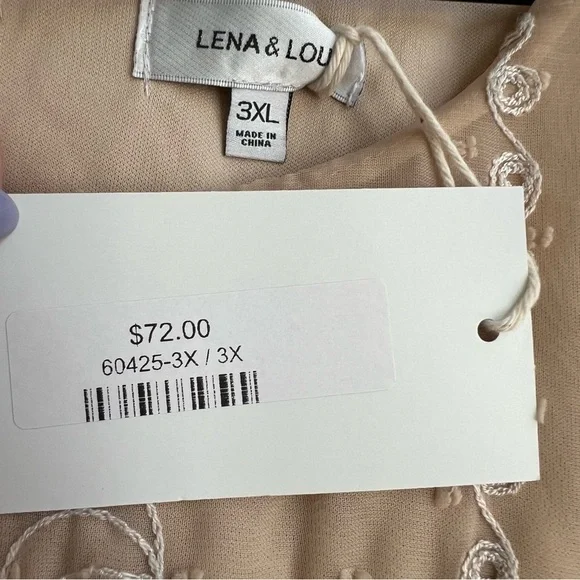 LENA & LOU
3XL
MADE IN
CHINA
$72.00
60425-3X / 3X